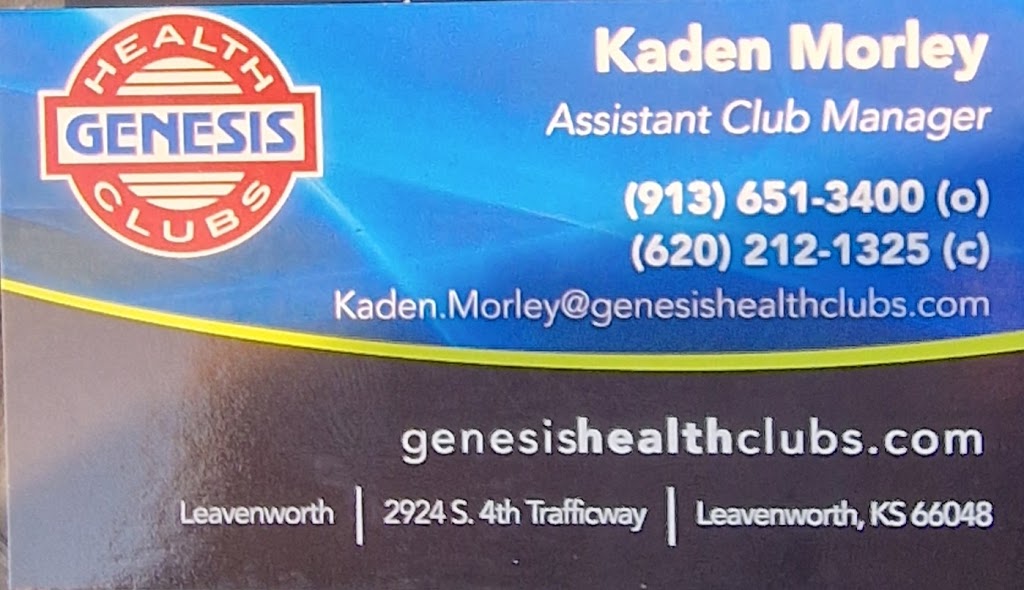 HEALTH
GENESIS
CLUBS
Kaden Morley
Assistant Club Manager
(913) 651-3400 (o)
(620) 212-1325 (c)
Kaden.Morley@genesishealthclubs.com
genesishealthclubs.com
Leavenworth | 2924 S. 4th Trafficway | Leavenworth, KS 66048